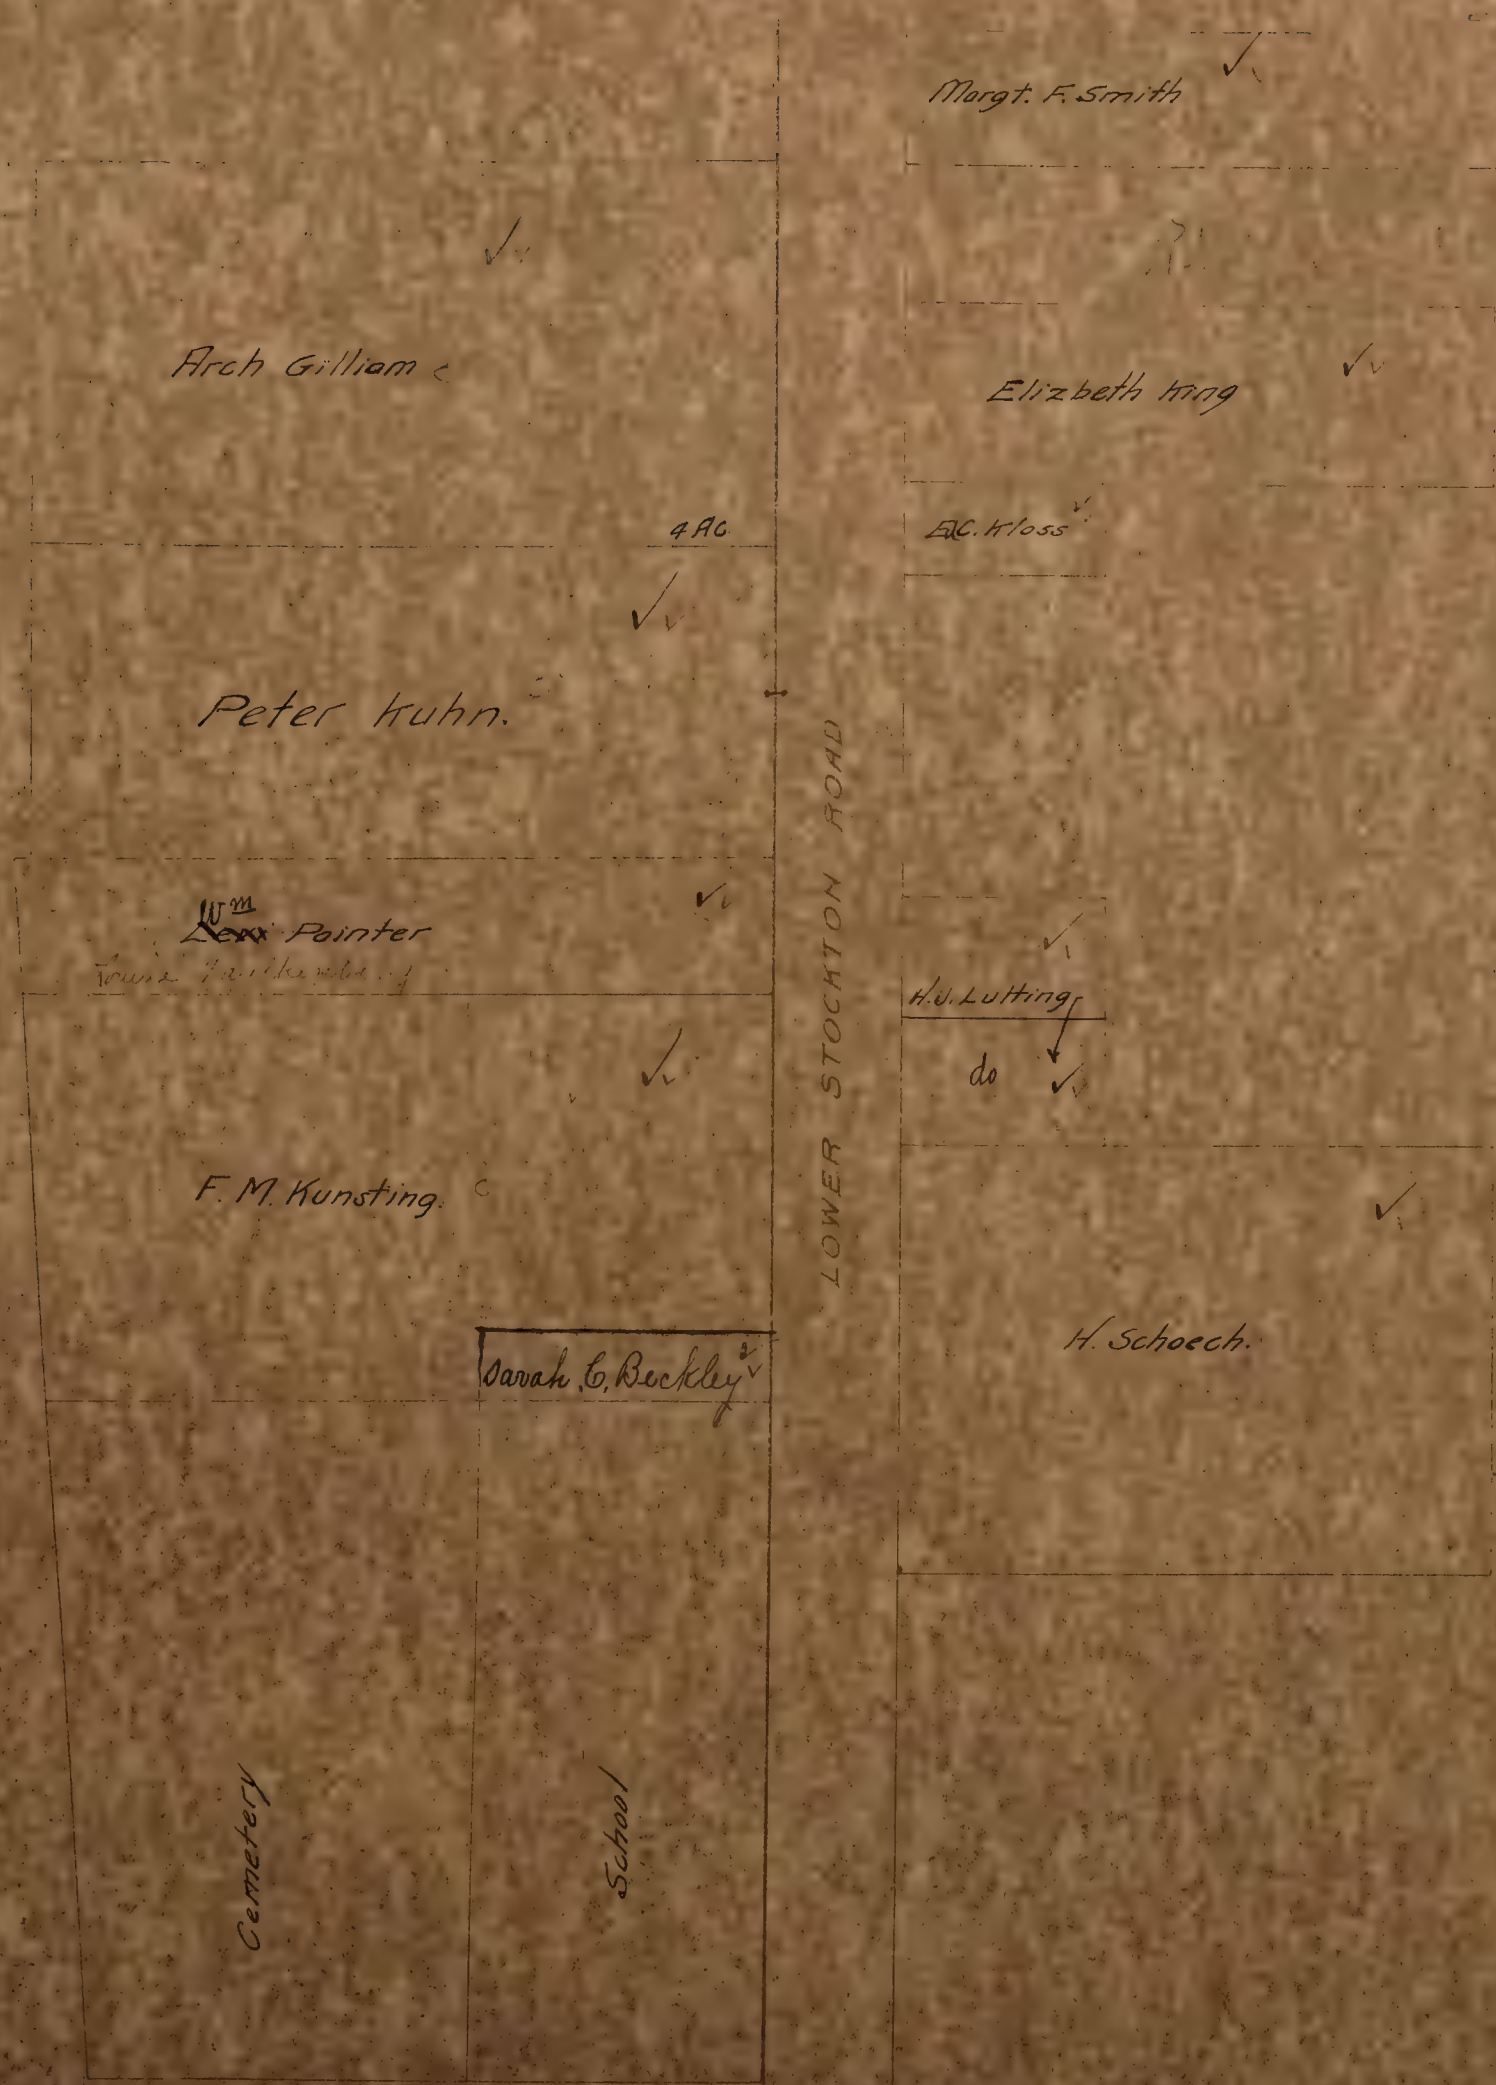 Margt. F. Smith
Arch Gilliam
Elizbeth King
4 AC.
E.C. Kloss
Peter Kuhn.
LOWER STOCKTON ROAD
Wm
Painter
H.J. Lutting
do
F. M. Kunsting.
H. Schoech.
Sarah C. Beckley
Cemetery
School